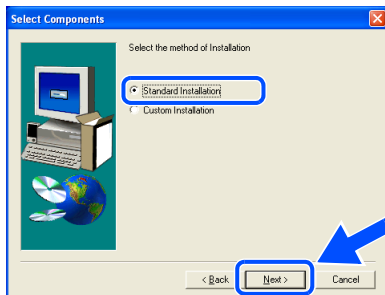 Select Components
Select the method of Installation
Standard Installation
Custom Installation
< Back
Next >
Cancel